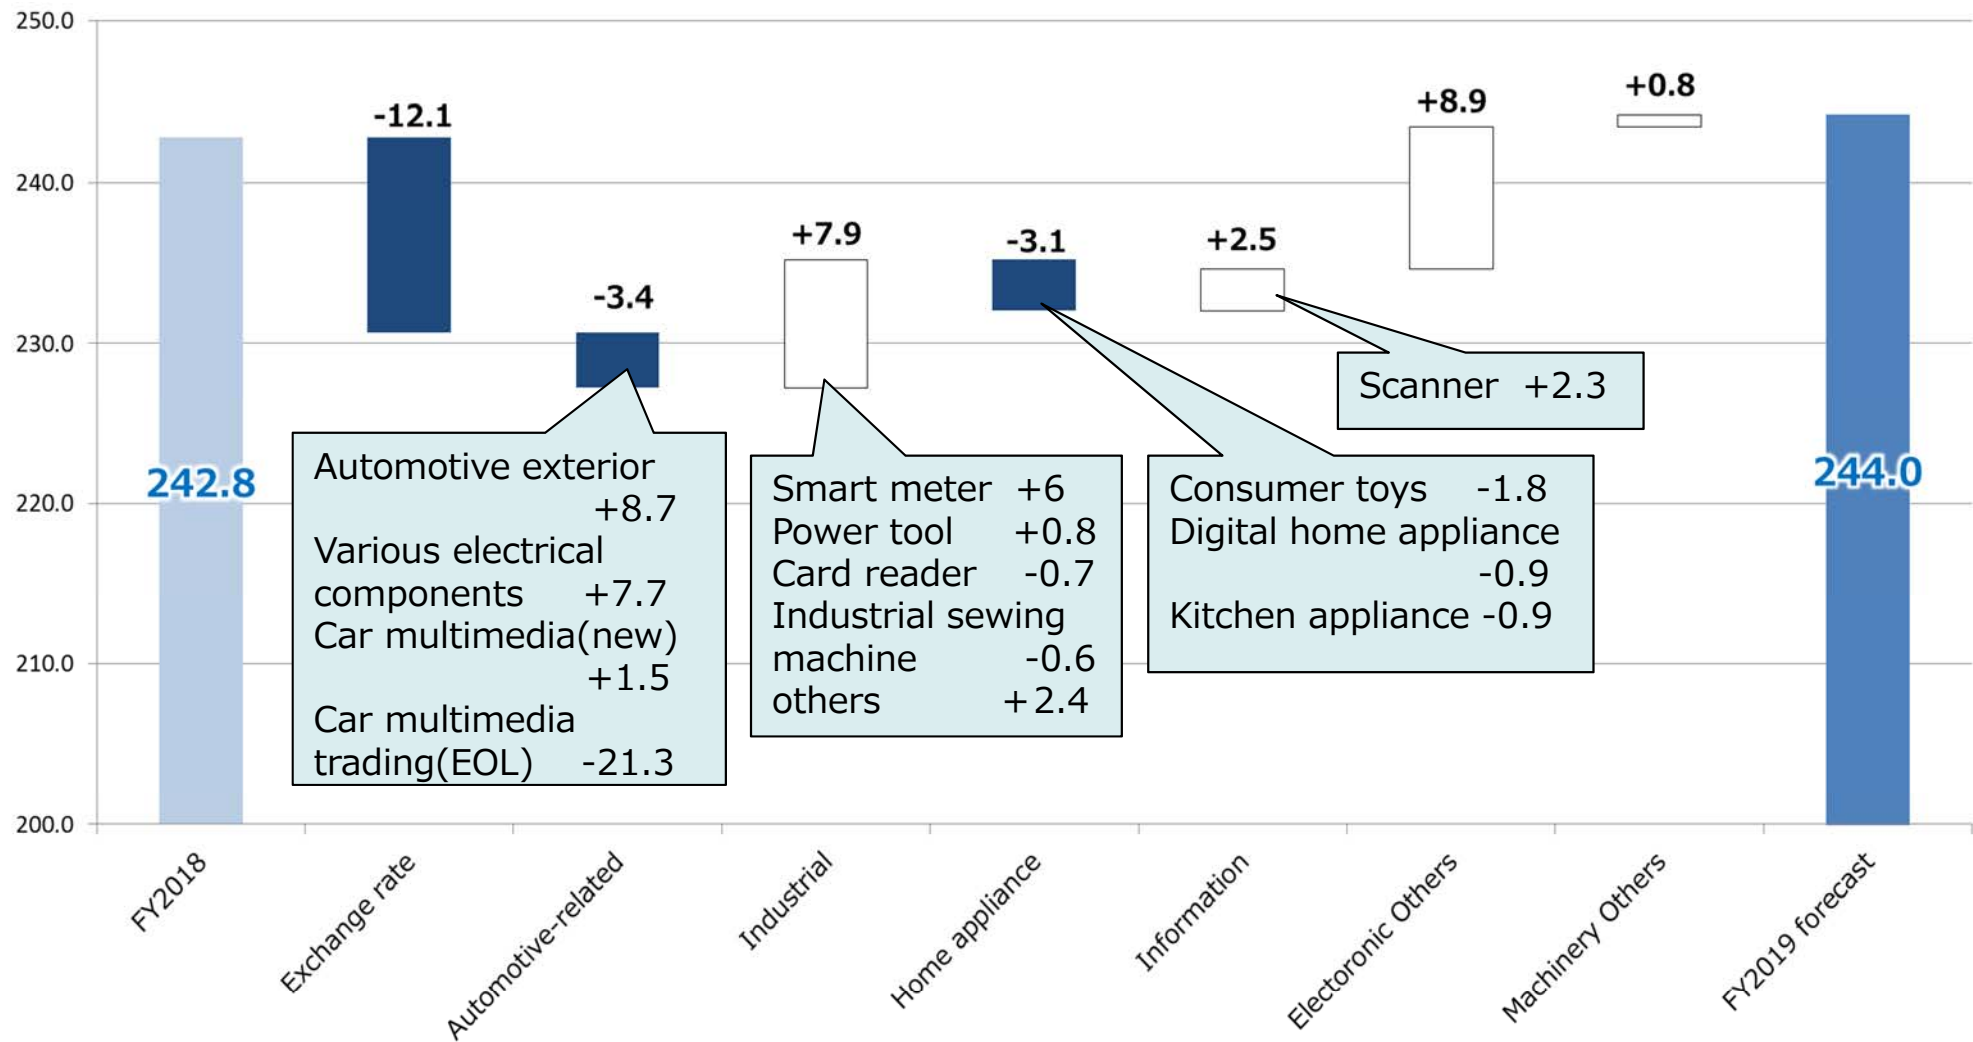 250.0
240.0
230.0
220.0
210.0
200.0
242.8
-12.1
-3.4
+7.9
-3.1
+2.5
+8.9
+0.8
244.0
Automotive exterior
+8.7
Various electrical
components +7.7
Car multimedia(new)
+1.5
Car multimedia
trading(EOL) -21.3
Smart meter +6
Power tool +0.8
Card reader -0.7
Industrial sewing
machine -0.6
others +2.4
Consumer toys -1.8
Digital home appliance
-0.9
Kitchen appliance -0.9
Scanner +2.3
FY2018
Exchange rate
Automotive-related
Industrial
Home appliance
Information
Electoronic Others
Machinery Others
FY2019 forecast